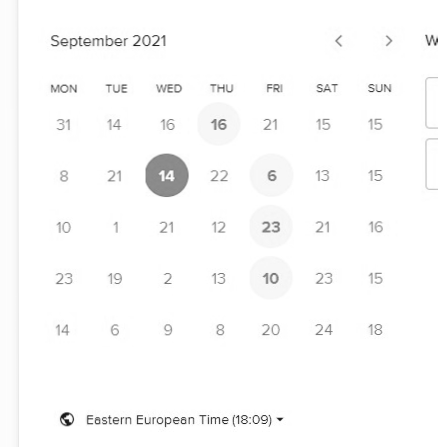 September 2021
W
MON TUE WED THU FRI SAT SUN
31 14 16 16 21 15 15
8 21 14 22 6 13 15
10 1 21 12 23 21 16
23 19 2 13 10 23 15
14 6 9 8 20 24 18
Eastern European Time (18:09)